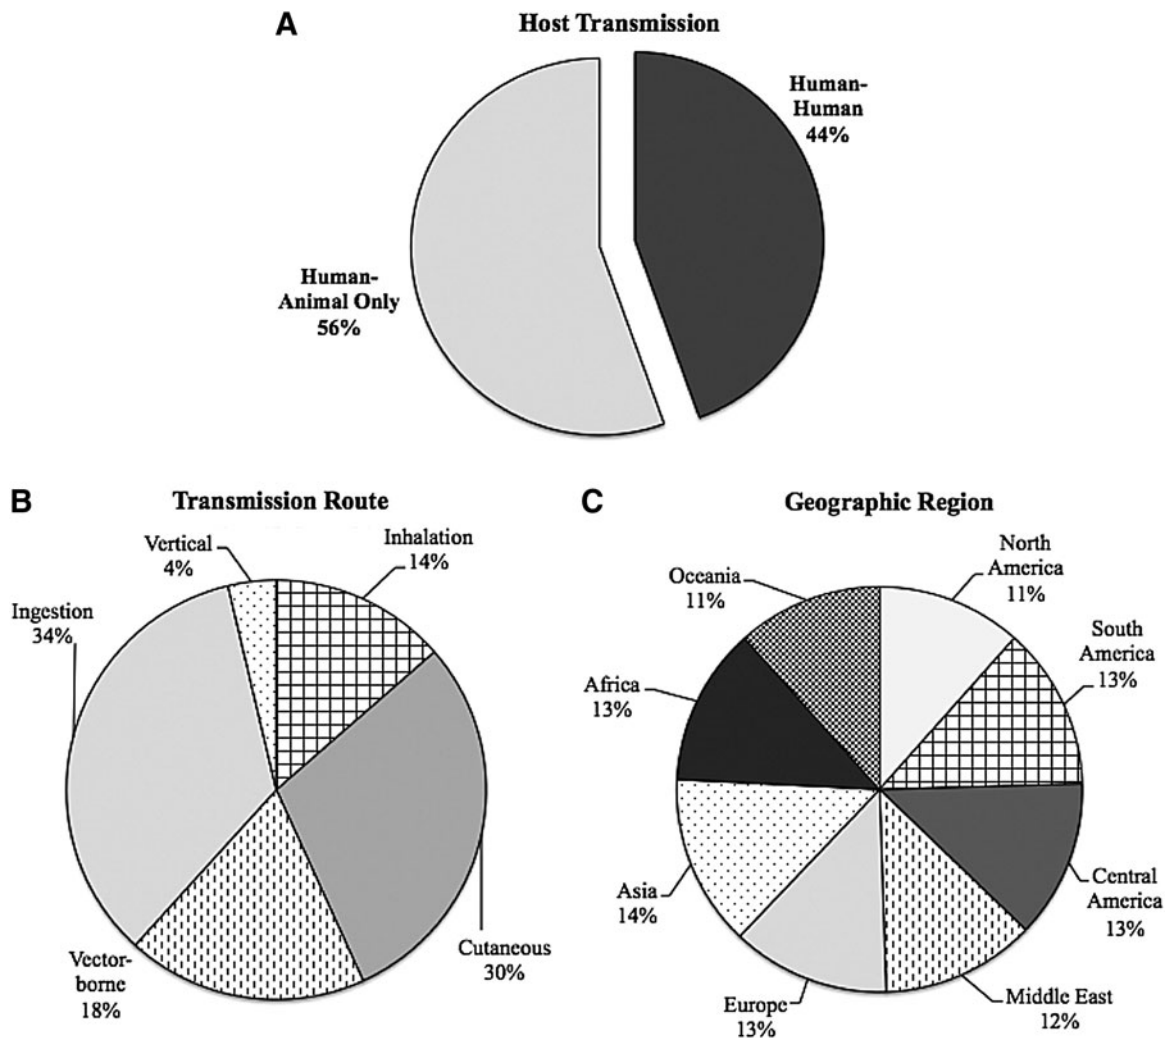 A
Host Transmission
Human-
Human
44%
Human-
Animal Only
56%
B
Transmission Route
Vertical
4%
Inhalation
14%
Ingestion
34%
Vector-
borne
18%
Cutaneous
30%
C
Geographic Region
Oceania
11%
North
America
11%
South
America
13%
Africa
13%
Asia
14%
Central
America
13%
Europe
13%
Middle East
12%